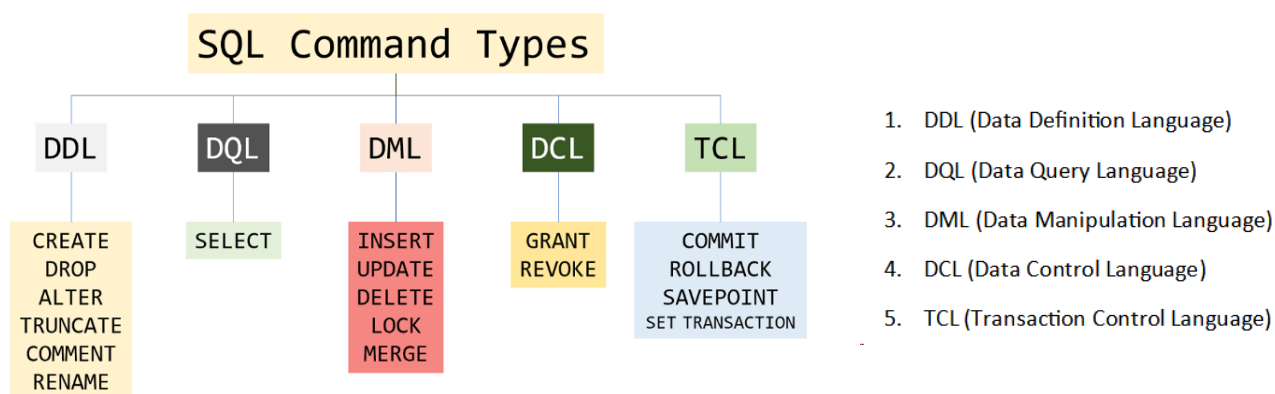 SQL Command Types
DDL
DQL
DML
DCL
TCL
CREATE
DROP
ALTER
TRUNCATE
COMMENT
RENAME
SELECT
INSERT
UPDATE
DELETE
LOCK
MERGE
GRANT
REVOKE
COMMIT
ROLLBACK
SAVEPOINT
SET TRANSACTION
1. DDL (Data Definition Language)
2. DQL (Data Query Language)
3. DML (Data Manipulation Language)
4. DCL (Data Control Language)
5. TCL (Transaction Control Language)